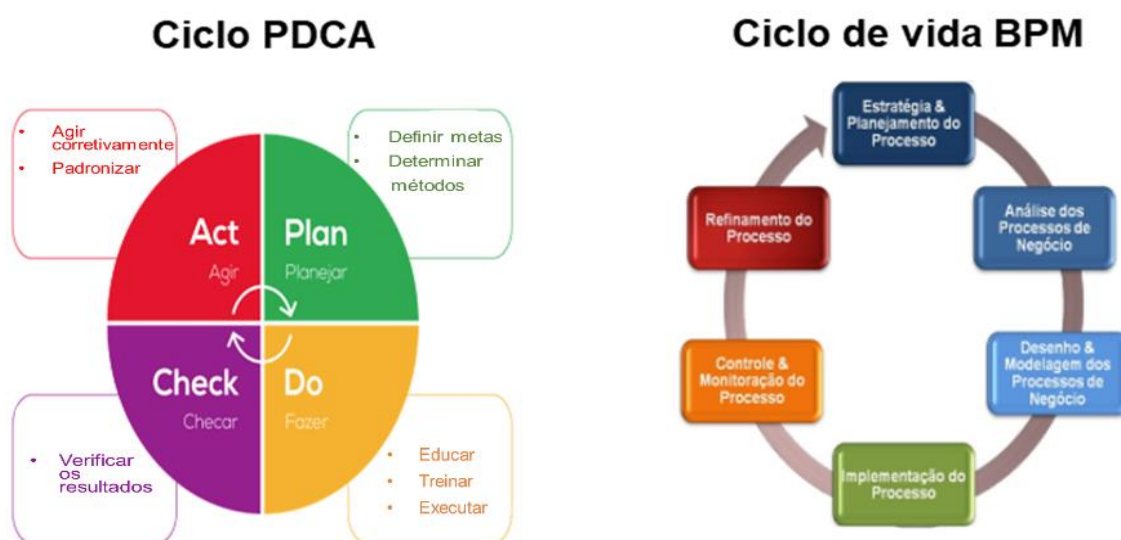 Ciclo PDCA
Agir
corretivamente
Padronizar
Definir metas
Determinar
métodos
Act
Agir
Plan
Planejar
Check
Checar
Do
Fazer
Verificar
os
resultados
Educar
Treinar
Executar
Ciclo de vida BPM
Estratégia &
Planejamento do
Processo
Análise dos
Processos de
Negócio
Desenho &
Modelagem dos
Processos de
Negócio
Implementação do
Processo
Controle &
Monitoração do
Processo
Refinamento do
Processo